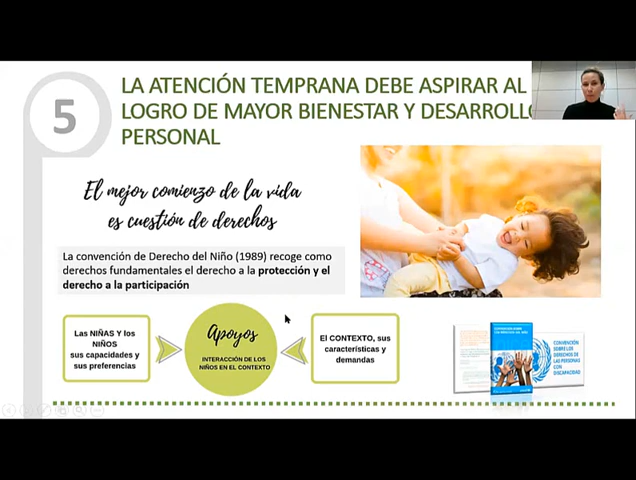 5
LA ATENCIÓN TEMPRANA DEBE ASPIRAR AL
LOGRO DE MAYOR BIENESTAR Y DESARROLLO
PERSONAL
El mejor comienzo de la vida
es cuestión de derechos
La convención de Derecho del Niño (1989) recoge como
derechos fundamentales el derecho a la protección y el
derecho a la participación
Las NIÑAS Y los
NIÑOS
sus capacidades y
sus preferencias
Apoyos
INTERACCIÓN DE LOS
NIÑOS EN EL CONTEXTO
El CONTEXTO, sus
características y
demandas
CONVENCIÓN
SOBRE LOS
DERECHOS DE
LAS PERSONAS
CON
DISCAPACIDAD